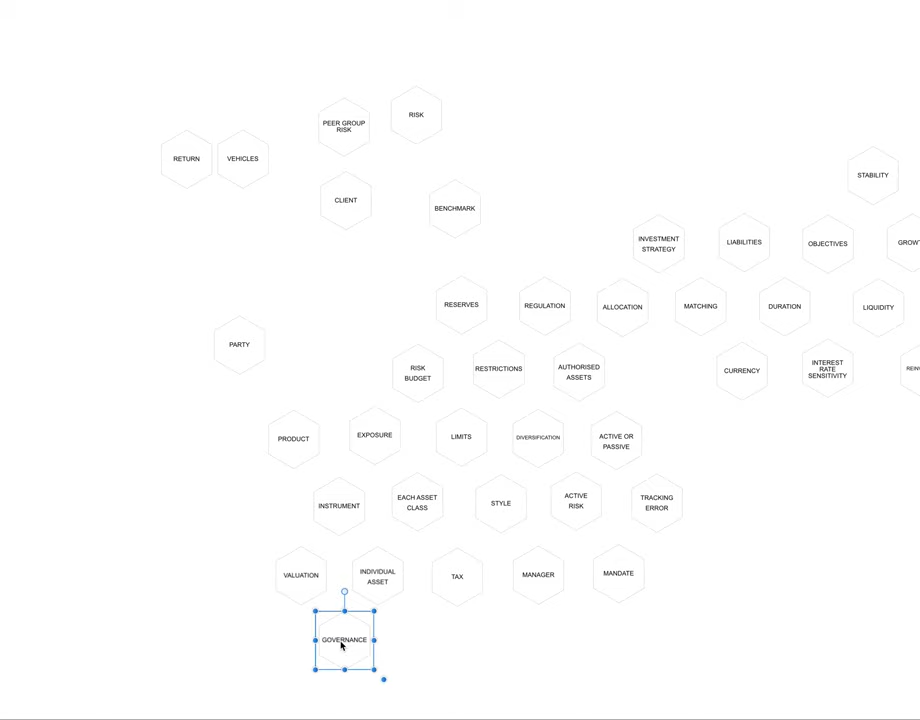 RISK
PEER GROUP
RISK
RETURN
VEHICLES
STABILITY
CLIENT
BENCHMARK
INVESTMENT
STRATEGY
LIABILITIES
OBJECTIVES
GROW
RESERVES
REGULATION
ALLOCATION
MATCHING
DURATION
LIQUIDITY
PARTY
RISK
BUDGET
RESTRICTIONS
AUTHORISED
ASSETS
CURRENCY
INTEREST
RATE
SENSITIVITY
PRODUCT
EXPOSURE
LIMITS
DIVERSIFICATION
ACTIVE OR
PASSIVE
INSTRUMENT
EACH ASSET
CLASS
STYLE
ACTIVE
RISK
TRACKING
ERROR
VALUATION
INDIVIDUAL
ASSET
TAX
MANAGER
MANDATE
GOVERNANCE